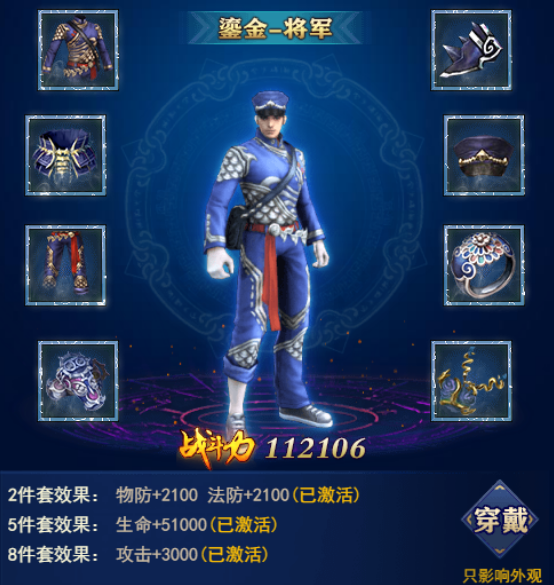 鎏金-将军
战斗力 112106
2件套效果： 物防+2100 法防+2100(已激活)
5件套效果： 生命+51000(已激活)
8件套效果： 攻击+3000(已激活)
穿戴
只影响外观